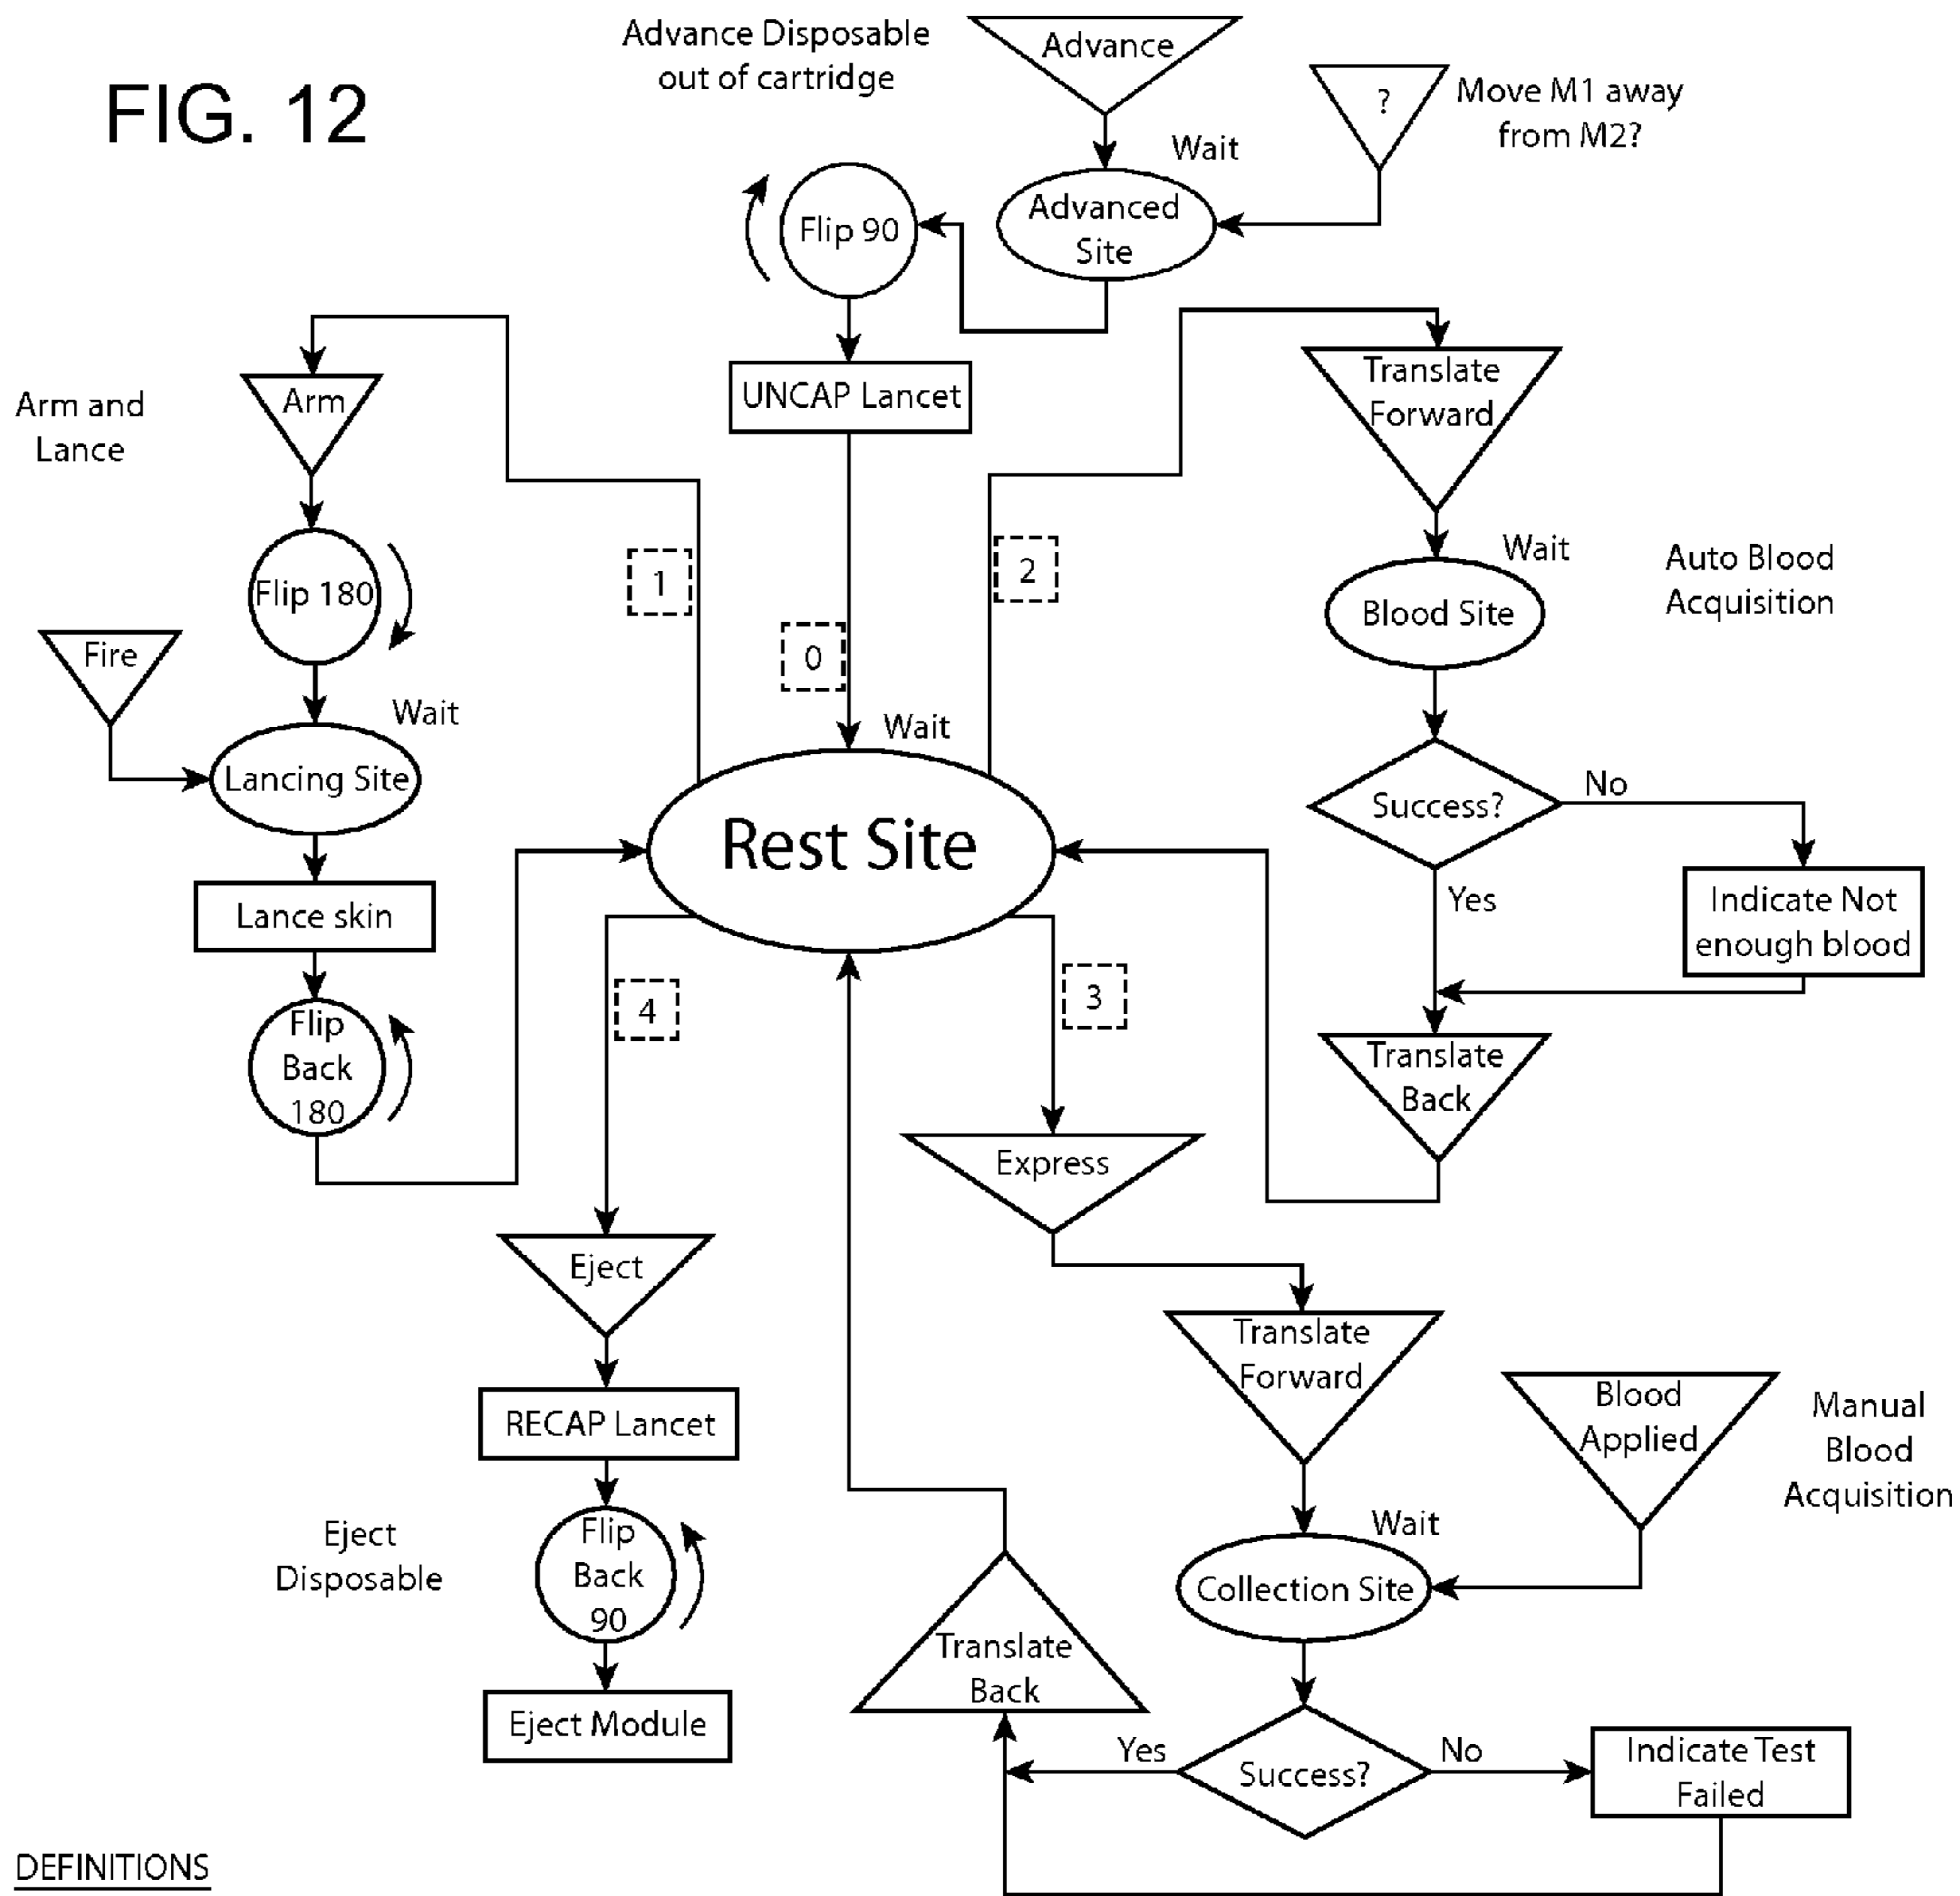 FIG. 12
Advance Disposable
out of cartridge
Advance
?
Move M1 away
from M2?
Wait
Advanced
Site
Flip 90
UNCAP Lancet
Arm and
Lance
Arm
Flip 180
Fire
Wait
Lancing Site
Lance skin
Flip
Back
180
1
0
2
Wait
Rest Site
Translate
Forward
Wait
Blood Site
Auto Blood
Acquisition
Success?
No
Yes
Indicate Not
enough blood
Translate
Back
4
3
Express
Eject
RECAP Lancet
Flip
Back
90
Eject
Disposable
Eject Module
Translate
Forward
Blood
Applied
Manual
Blood
Acquisition
Wait
Collection Site
Translate
Back
Yes
Success?
No
Indicate Test
Failed
DEFINITIONS